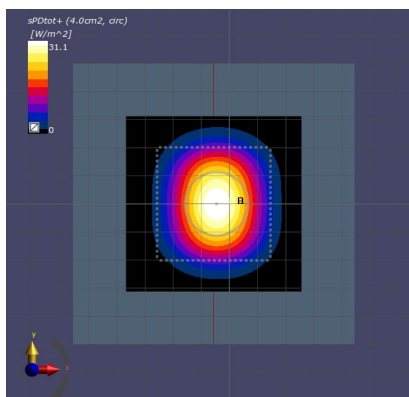 sPDtot+ (4.0cm2, circ)
[W/m^2]
31.1
0
y